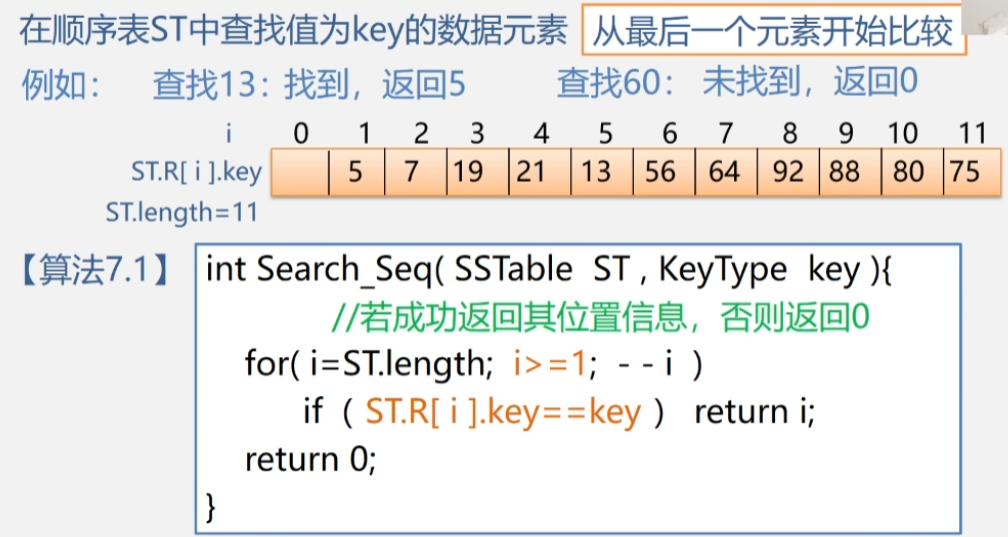 在顺序表ST中查找值为key的数据元素 从最后一个元素开始比较
例如： 查找13：找到，返回5 查找60： 未找到，返回0
i 0 1 2 3 4 5 6 7 8 9 10 11
ST.R[ i ].key 5 7 19 21 13 56 64 92 88 80 75
ST.length=11
【算法7.1】 int Search_Seq( SSTable ST , KeyType key ){
//若成功返回其位置信息，否则返回0
for( i=ST.length; i>=1; - - i )
if ( ST.R[ i ].key==key ) return i;
return 0;
}